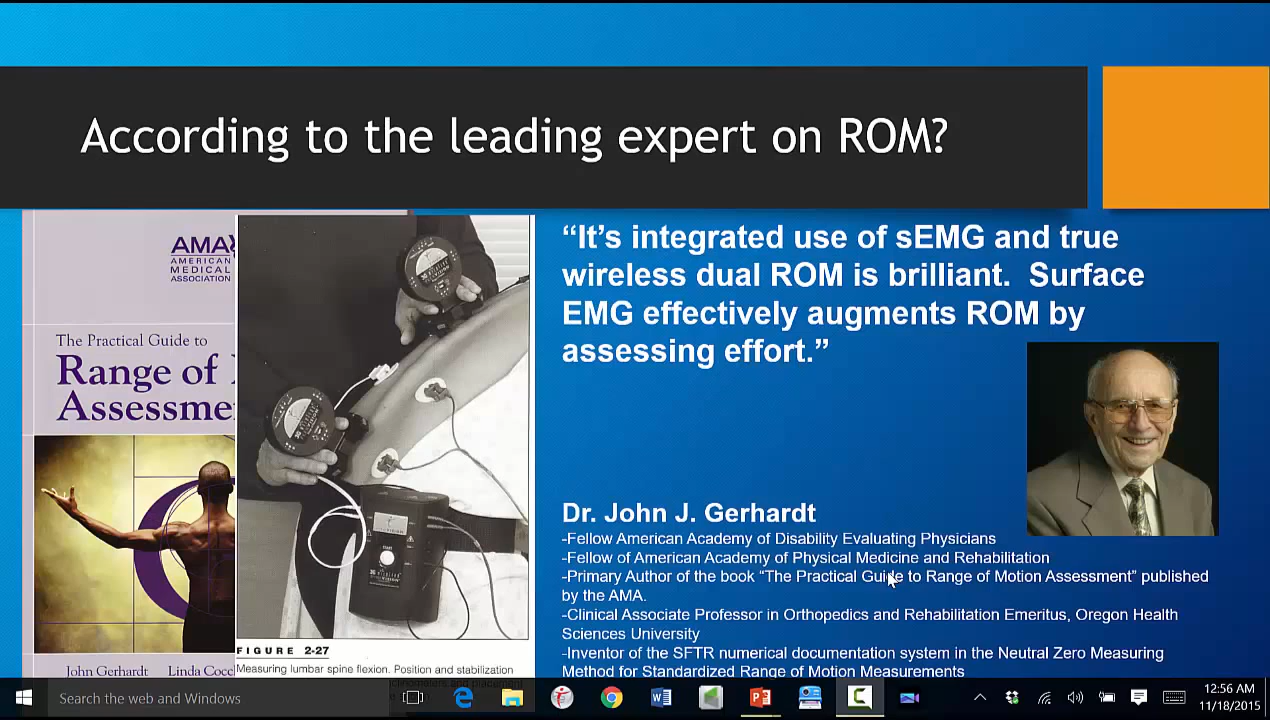 According to the leading expert on ROM?
AMA
AMERICAN
MEDICAL
ASSOCIATION
The Practical Guide to
Range of
Assessme
John Gerhardt Linda Cocc
FIGURE 2-27
Measuring lumbar spine flexion. Position and stabilization
“It’s integrated use of sEMG and true
wireless dual ROM is brilliant. Surface
EMG effectively augments ROM by
assessing effort.”
Dr. John J. Gerhardt
-Fellow American Academy of Disability Evaluating Physicians
-Fellow of American Academy of Physical Medicine and Rehabilitation
-Primary Author of the book “The Practical Guide to Range of Motion Assessment” published
by the AMA.
-Clinical Associate Professor in Orthopedics and Rehabilitation Emeritus, Oregon Health
Sciences University
-Inventor of the SFTR numerical documentation system in the Neutral Zero Measuring
Method for Standardized Range of Motion Measurements
Search the web and Windows
12:56 AM
11/18/2015